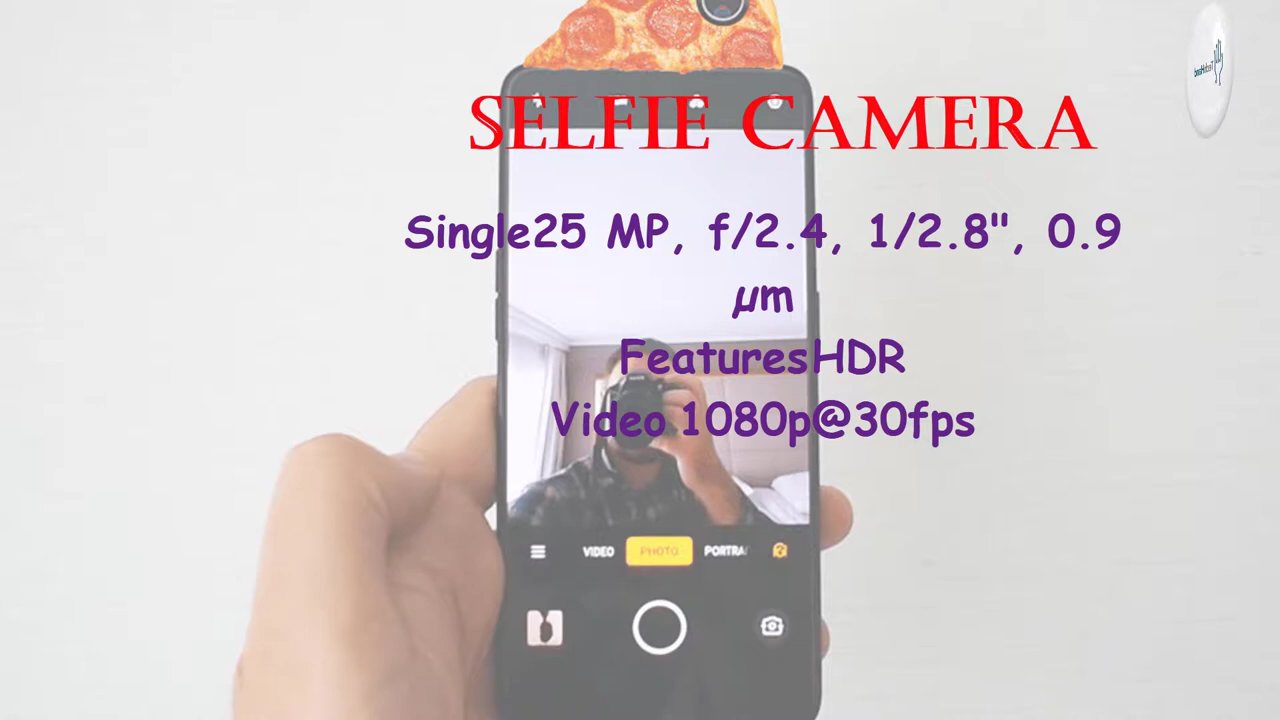 SELFIE CAMERA
Single25 MP, f/2.4, 1/2.8", 0.9
µm
FeaturesHDR
Video 1080p@30fps
VIDEO PHOTO PORTRA